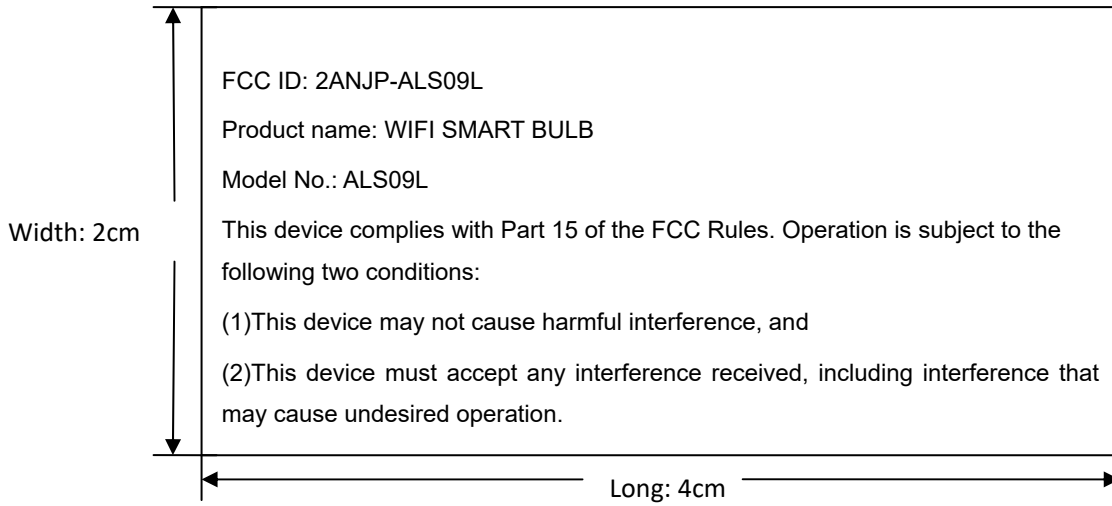 FCC ID: 2ANJP-ALS09L
Product name: WIFI SMART BULB
Model No.: ALS09L
Width: 2cm
This device complies with Part 15 of the FCC Rules. Operation is subject to the
following two conditions:
(1)This device may not cause harmful interference, and
(2)This device must accept any interference received, including interference that
may cause undesired operation.
Long: 4cm